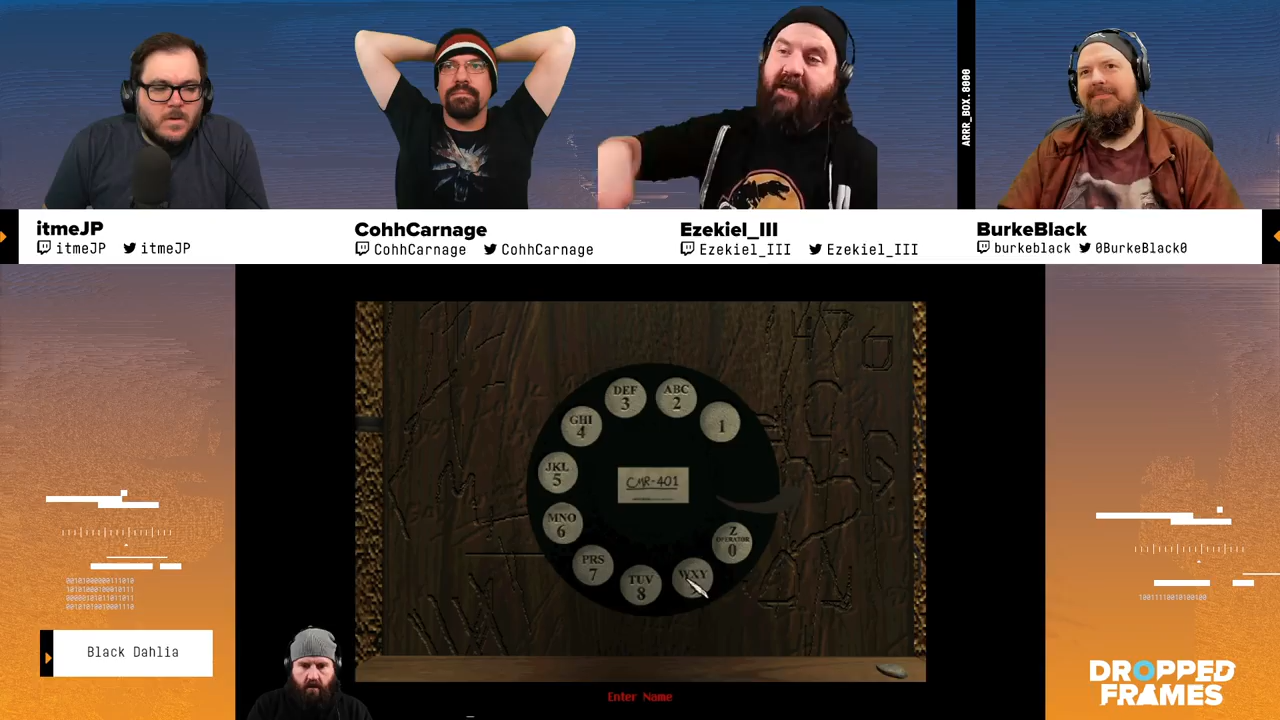 ARRR_BOX.8000
itmeJP
itmeJP itmeJP
CohhCarnage
CohhCarnage CohhCarnage
Ezekiel_III
Ezekiel_III Ezekiel_III
BurkeBlack
burkeblack 0BurkeBlack0
DEF
3
ABC
2
1
GHI
4
JKL
5
CMR-401
MNO
6
Z
OPERATOR
0
PRS
7
TUV
8
WXY
Black Dahlia
Enter Name
DROPPED
FRAMES